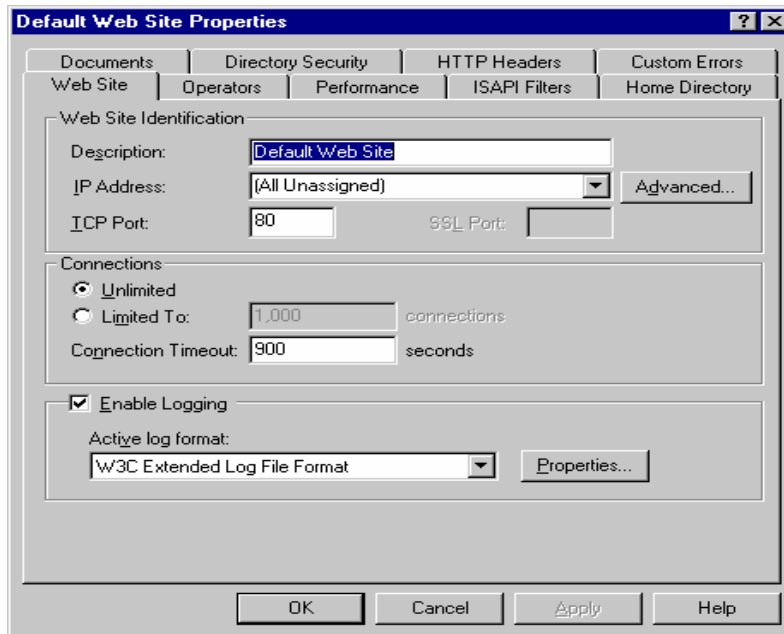 Default Web Site Properties
Documents Directory Security HTTP Headers Custom Errors
Web Site Operators Performance ISAPI Filters Home Directory
Web Site Identification
Description: Default Web Site
IP Address: (All Unassigned) Advanced...
TCP Port: 80 SSL Port:
Connections
Unlimited
Limited To: 1,000 connections
Connection Timeout: 900 seconds
Enable Logging
Active log format:
W3C Extended Log File Format Properties...
OK Cancel Apply Help